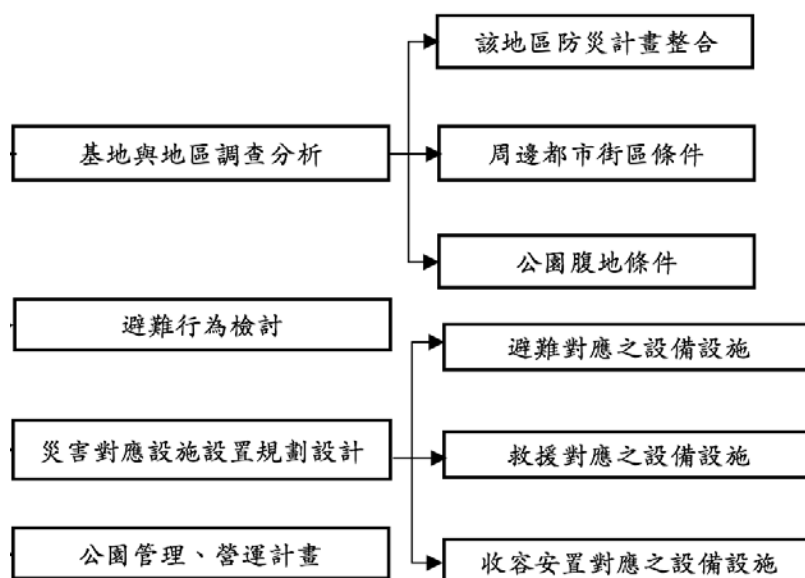 該地區防災計畫整合
基地與地區調查分析
周邊都市街區條件
公園腹地條件
避難行為檢討
避難對應之設備設施
災害對應設施設置規劃設計
救援對應之設備設施
公園管理、營運計畫
收容安置對應之設備設施